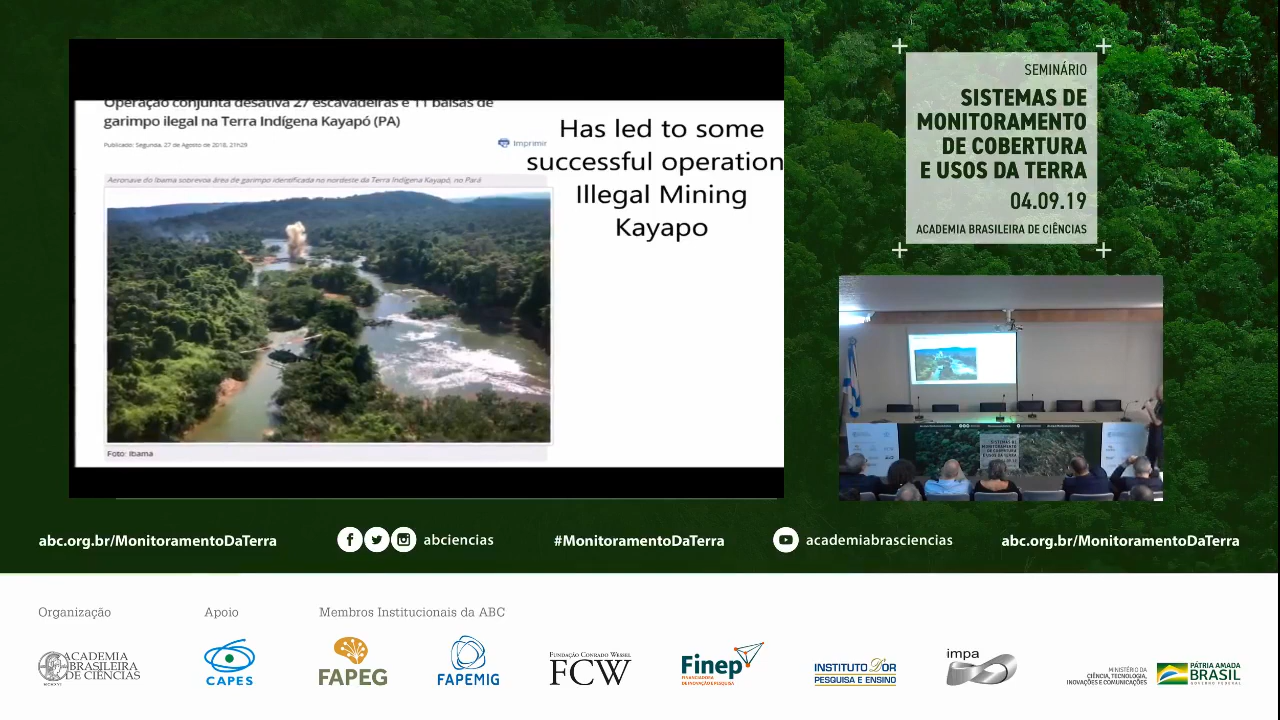 Operação conjunta desativa 27 escavadeiras e 11 balsas de
garimpo ilegal na Terra Indígena Kayapó (PA)
Publicado: Segunda, 27 de Agosto de 2018, 21h29
Imprimir
Aeronave do Ibama sobrevoa área de garimpo identificada no nordeste da Terra Indígena Kayapó, no Pará
Foto: Ibama
Has led to some
successful operation
Illegal Mining
Kayapo
SEMINÁRIO
SISTEMAS DE
MONITORAMENTO
DE COBERTURA
E USOS DA TERRA
04.09.19
ACADEMIA BRASILEIRA DE CIÊNCIAS
abc.org.br/MonitoramentoDaTerra
abciencias
#MonitoramentoDaTerra
academiabrasciencias
abc.org.br/MonitoramentoDaTerra
Organização
Apoio
Membros Institucionais da ABC
ACADEMIA
BRASILEIRA
DE CIÊNCIAS
CAPES
FAPEG
FAPEMIG
FUNDAÇÃO CONRADO WESSEL
FCW
Finep
FINANCIADORA
DE INOVAÇÃO E PESQUISA
INSTITUTO D'OR
PESQUISA E ENSINO
impa
MINISTÉRIO DA
CIÊNCIA, TECNOLOGIA,
INOVAÇÕES E COMUNICAÇÕES
PÁTRIA AMADA
BRASIL
GOVERNO FEDERAL